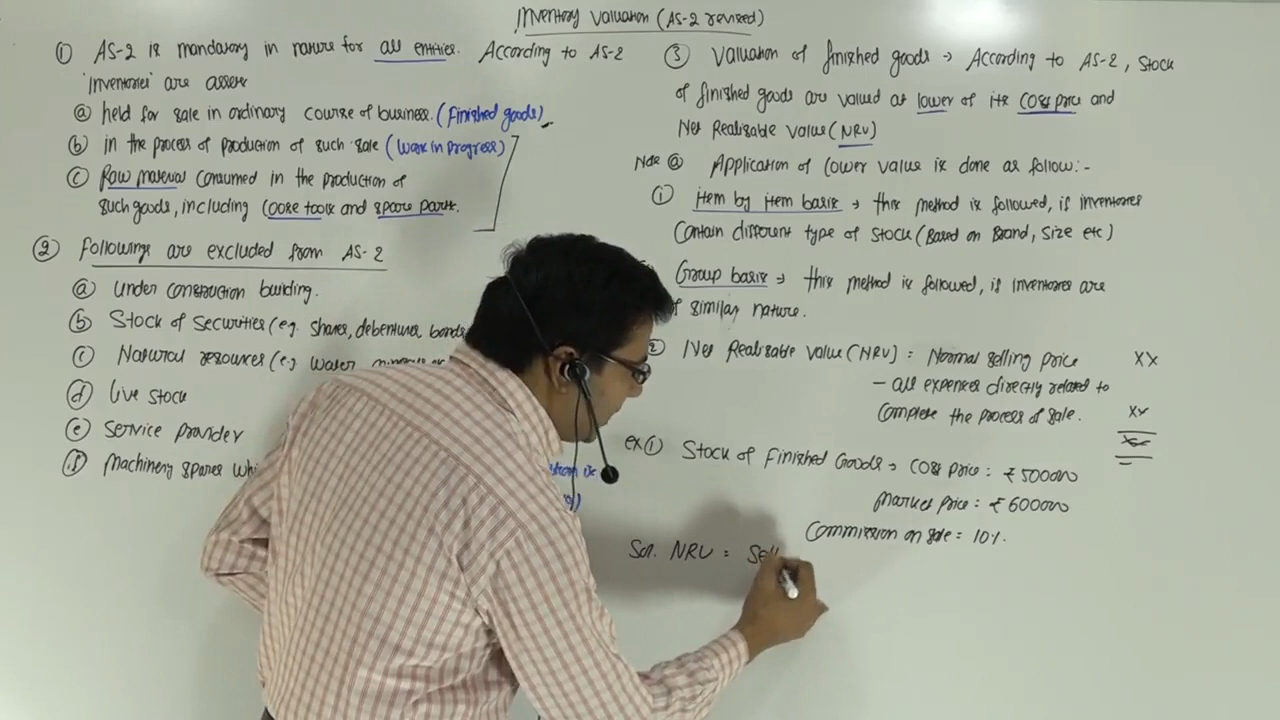 Inventory Valuation (AS-2 revised)
① AS-2 is mandatory in nature for all entities. According to AS-2
'Inventories' are assets
ⓐ held for sale in ordinary course of business. (Finished goods)
ⓑ in the process of production of such sale (Work in progress)
ⓒ Raw material consumed in the production of
such goods, including loose tools and spare parts.
② Followings are excluded from AS-2
ⓐ Under construction building.
ⓑ Stock of Securities (e.g. shares, debentures, bonds
ⓒ Natural resources (e.g. water, minerals
ⓓ Live stock
ⓔ Service Provider
ⓕ Machinery spares
③ Valuation of finished goods → According to AS-2, Stock
of finished goods are valued at lower of its cost price and
Net Realisable Value (NRV)
Note ⓐ Application of lower value is done as follow:-
① item by item basis → this method is followed, if inventories
contain different type of stock (Based on Brand, Size etc)
Group basis → this method is followed, if inventories are
similar nature.
Net Realisable Value (NRV) = Normal selling price XX
- all expenses directly related to
complete the process of sale. XX
XX
ex ① Stock of Finished Goods → Cost price = ₹500000
Market price = ₹600000
Commission on sale = 10%.
Sol. NRV = Sell